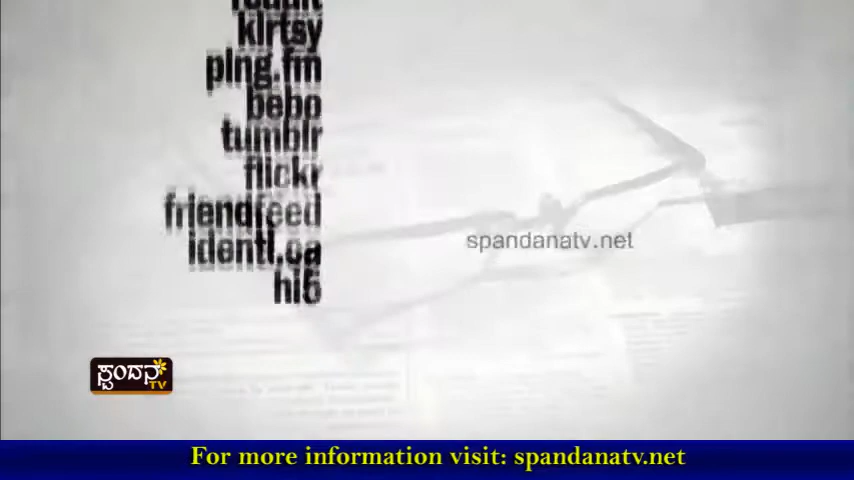 reddit
kirtsy
ping.fm
bebo
tumblr
flickr
friendfeed
identi.ca
hi5
spandanatv.net
ಸ್ಪಂದನ
TV
For more information visit: spandanatv.net